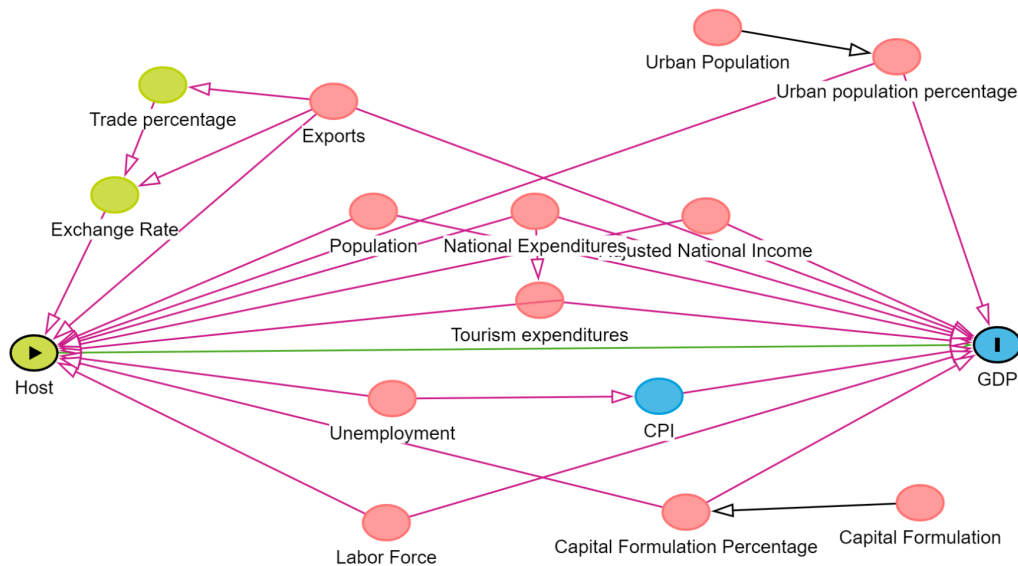 Urban Population
Urban population percentage
Trade percentage
Exports
Exchange Rate
Population
National Expenditures
Adjusted National Income
Tourism expenditures
Host
GDP
Unemployment
CPI
Labor Force
Capital Formulation Percentage
Capital Formulation